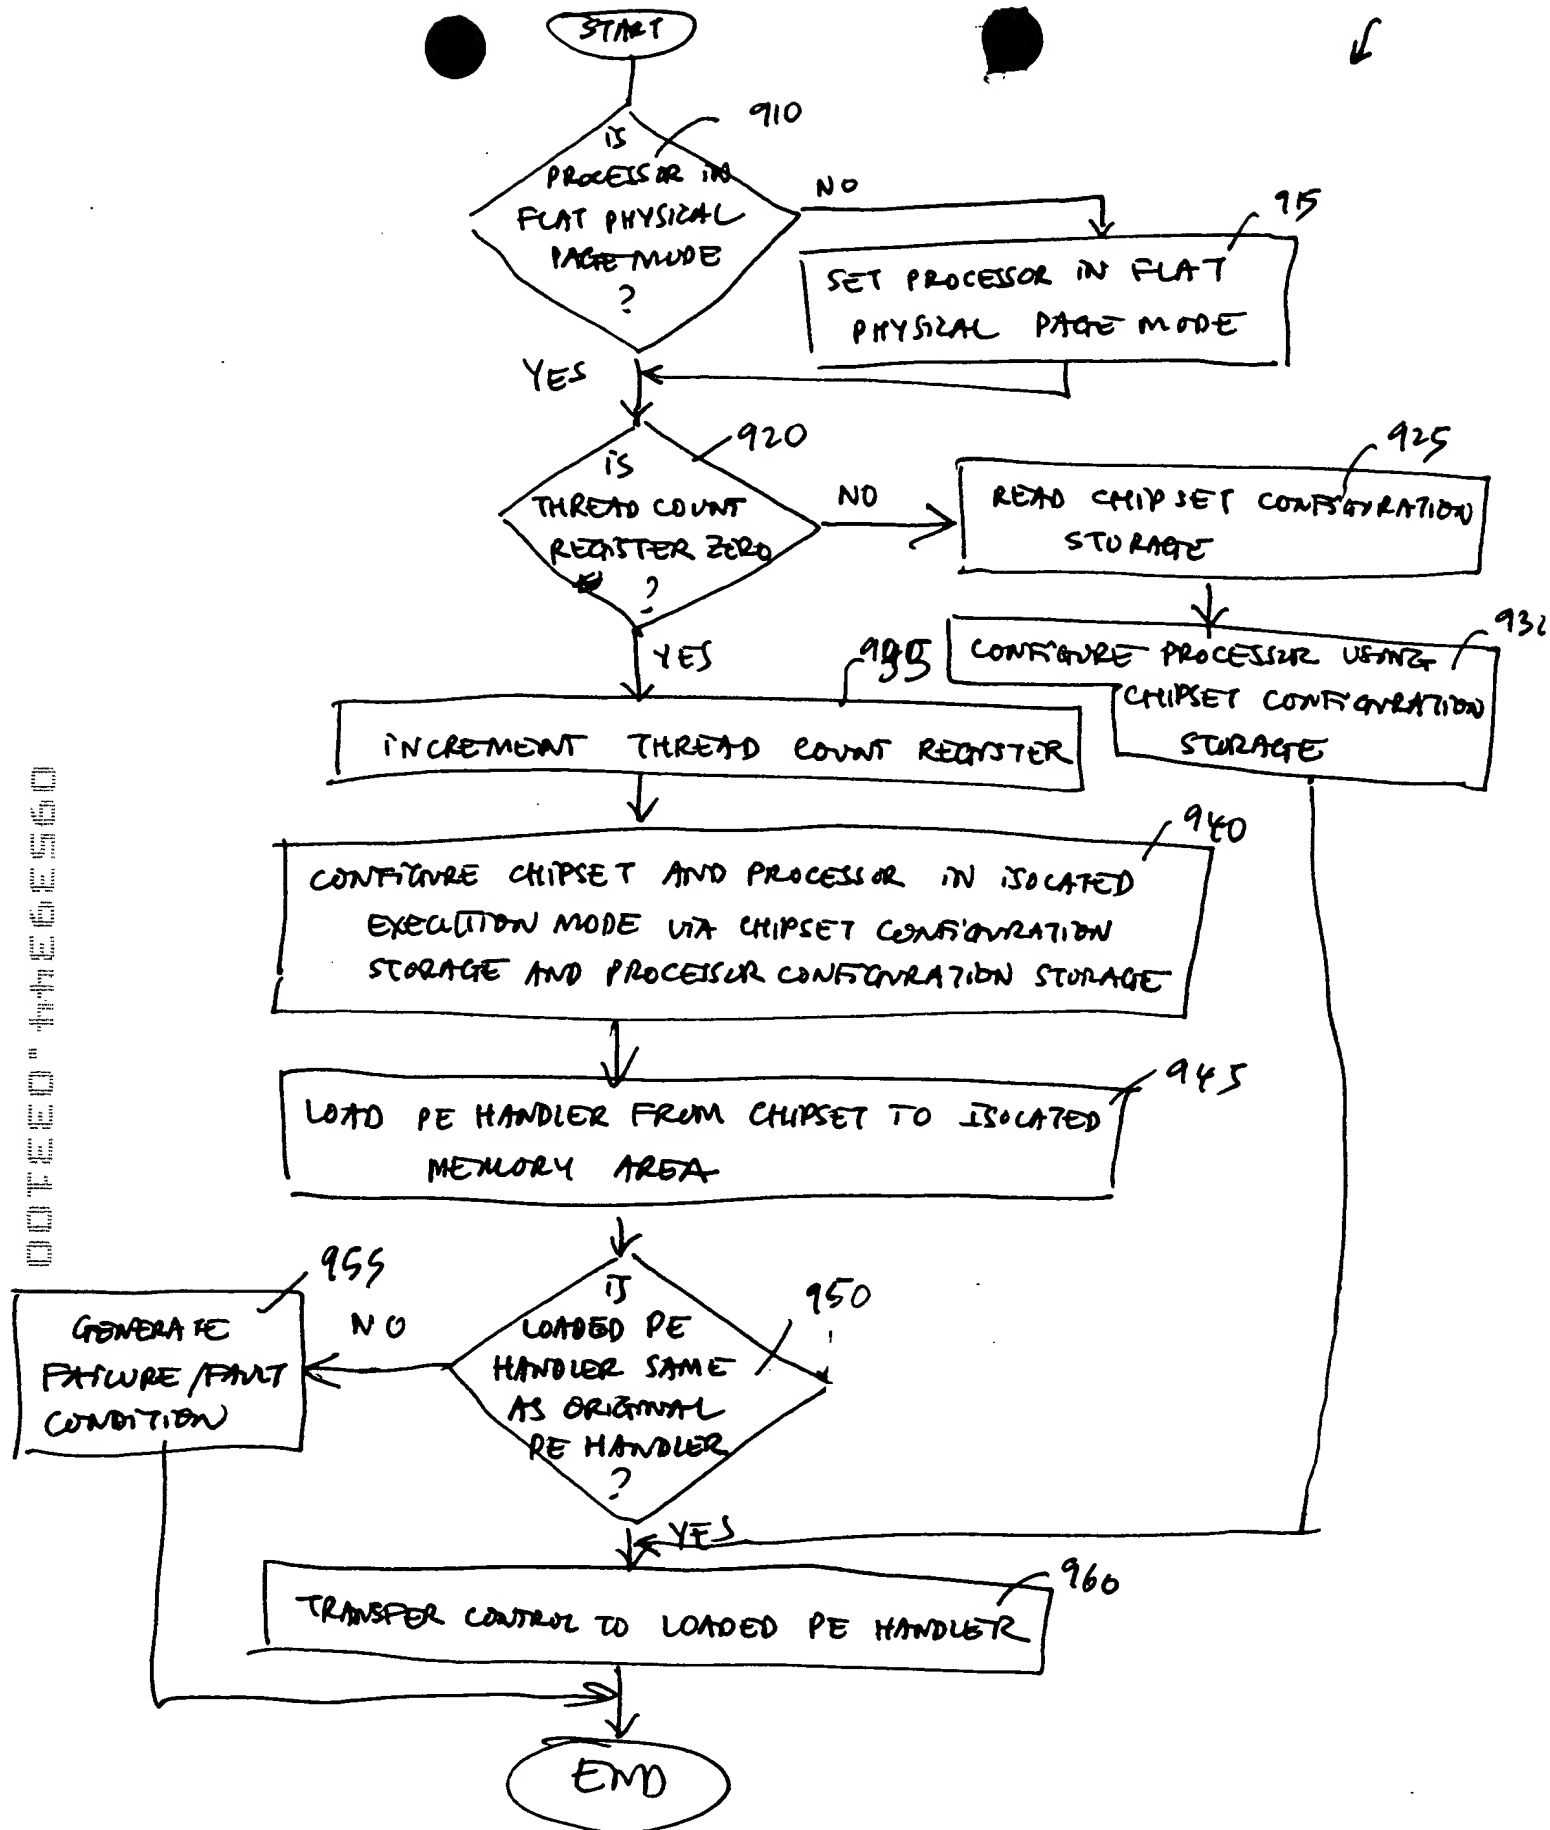 START
910
is
PROCESSOR iN
FLAT PHYSICAL
PAGE MODE
?
NO
915
SET PROCESSOR iN FLAT
PHYSICAL PAGE MODE
YES
920
is
THREAD COUNT
REGISTER ZERO
?
NO
925
READ CHIPSET CONFIGURATION
STORAGE
YES
CONFIGURE PROCESSOR USING
CHIPSET CONFIGURATION
STORAGE
iNCREMENT THREAD COUNT REGISTER
940
CONFIGURE CHIPSET AND PROCESSOR iN iSOLATED
EXECUTION MODE VIA CHIPSET CONFIGURATION
STORAGE AND PROCESSOR CONFIGURATION STORAGE
945
LOAD PE HANDLER FROM CHIPSET TO ISOLATED
MEMORY AREA
955
GENERATE
FAILURE/FAULT
CONDITION
NO
950
iS
LOADED PE
HANDLER SAME
AS ORIGINAL
PE HANDLER
?
YES
960
TRANSFER CONTROL TO LOADED PE HANDLER
END
09539344.033100